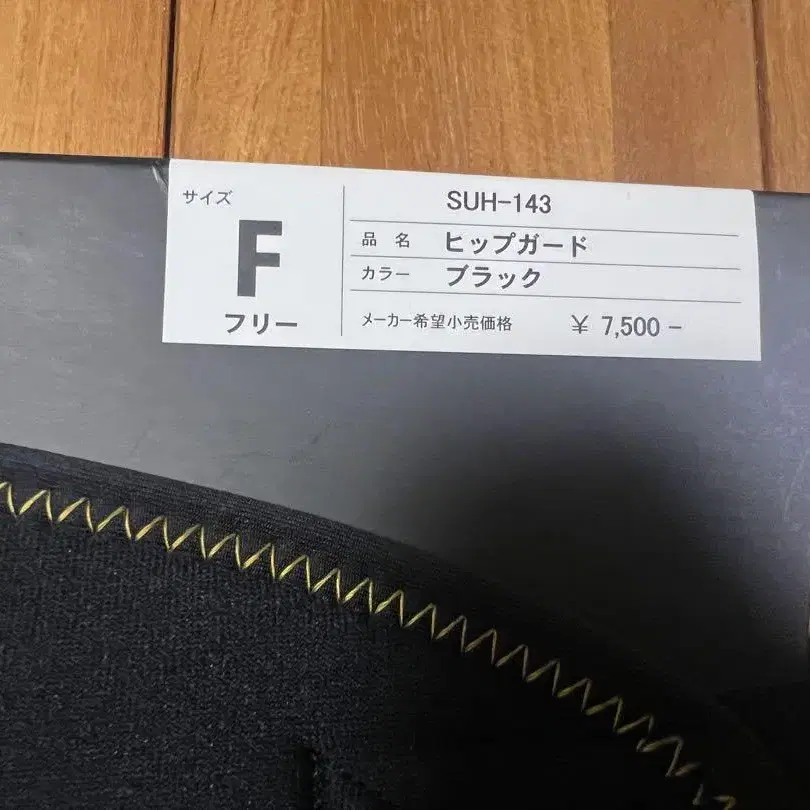 サイズ
F
フリー
SUH-143
品 名 ヒップガード
カラー ブラック
メーカー希望小売価格 ¥ 7,500 -